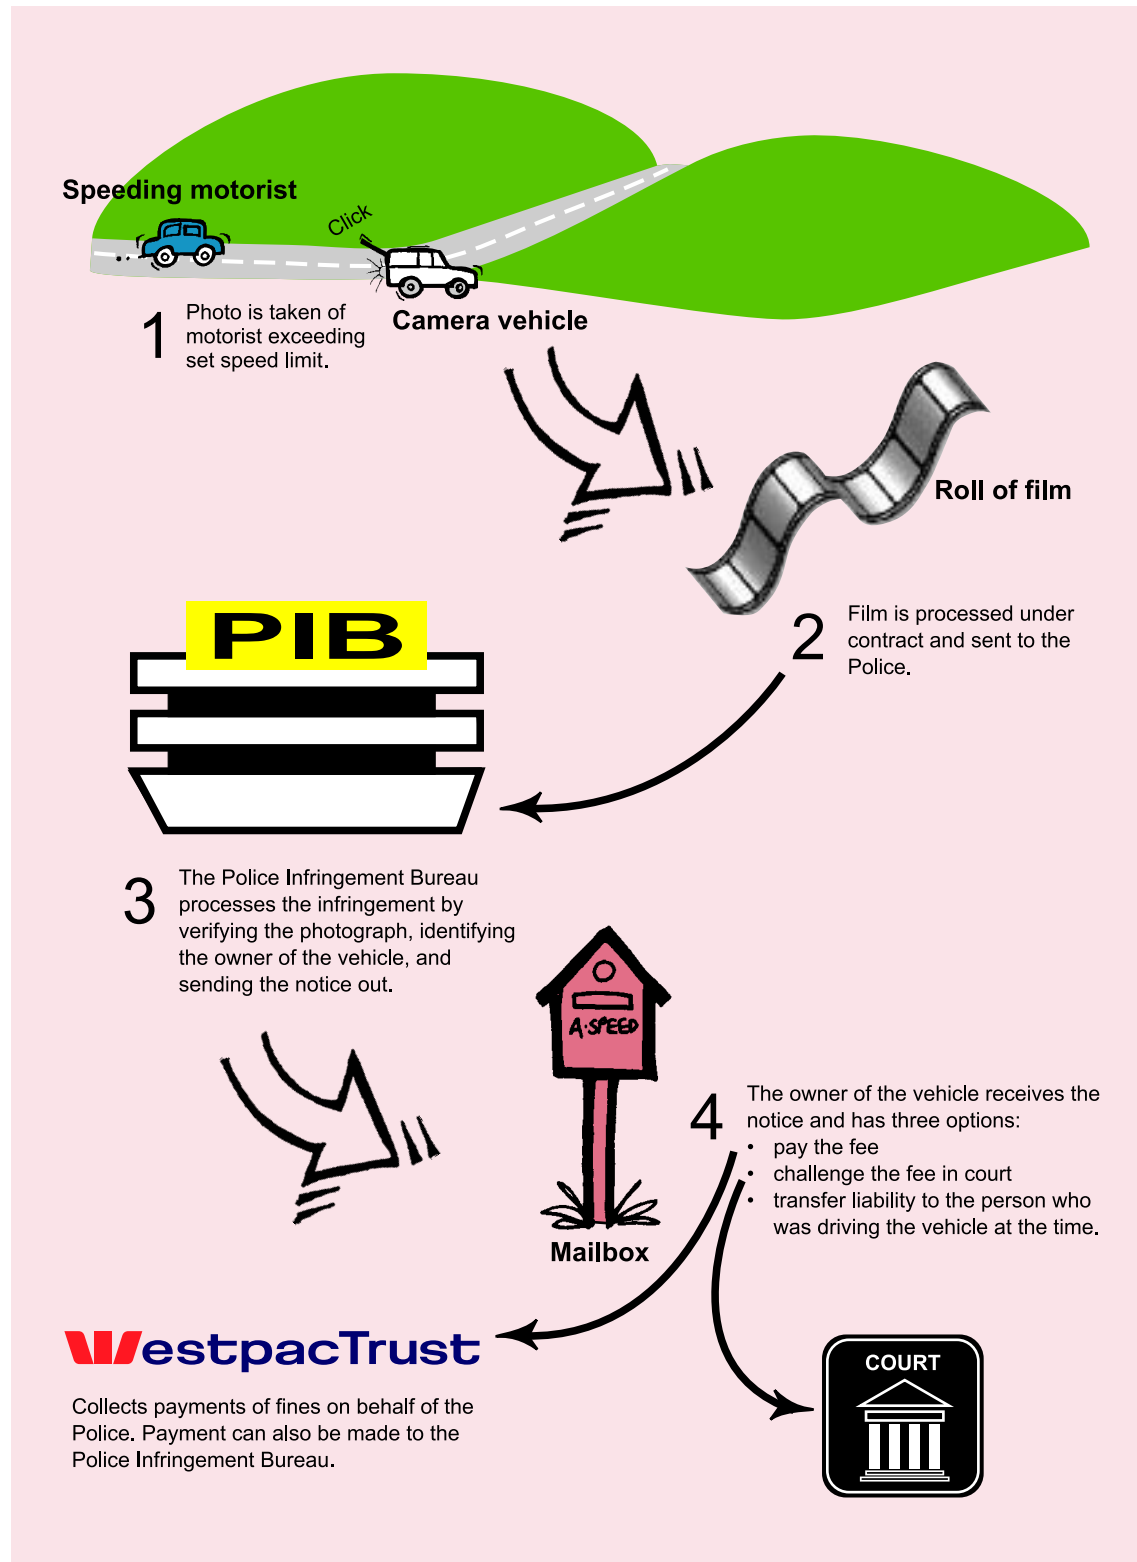 Speeding motorist
Click
1
Photo is taken of
motorist exceeding
set speed limit.
Camera vehicle
Roll of film
PIB
2
Film is processed under
contract and sent to the
Police.
3
The Police Infringement Bureau
processes the infringement by
verifying the photograph, identifying
the owner of the vehicle, and
sending the notice out.
A·SPEED
Mailbox
4
The owner of the vehicle receives the
notice and has three options:
• pay the fee
• challenge the fee in court
• transfer liability to the person who
was driving the vehicle at the time.
WestpacTrust
Collects payments of fines on behalf of the
Police. Payment can also be made to the
Police Infringement Bureau.
COURT